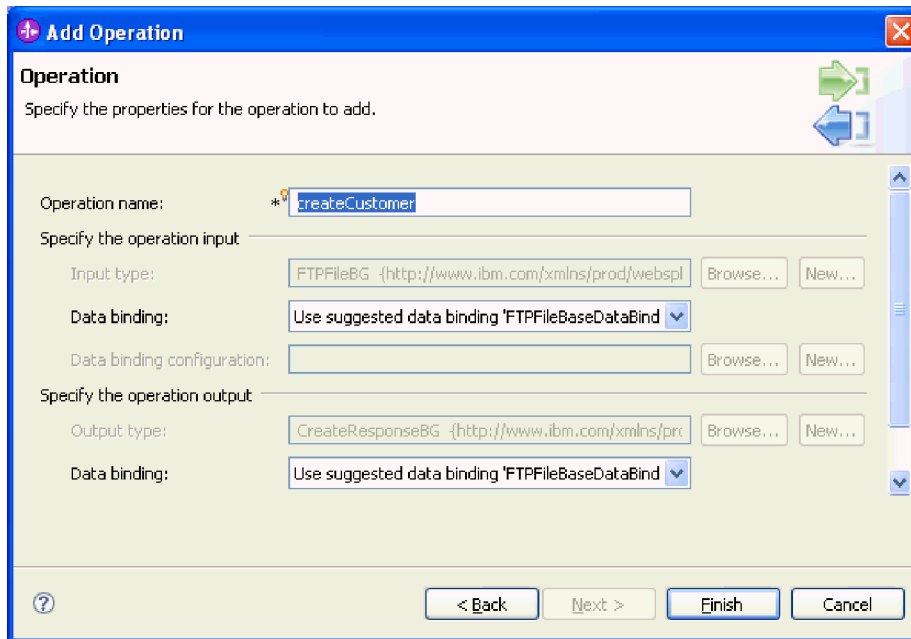 Add Operation
Operation
Specify the properties for the operation to add.
Operation name: * createCustomer
Specify the operation input
Input type: FTPFileBG {http://www.ibm.com/xmlns/prod/webspl Browse... New...
Data binding: Use suggested data binding 'FTPFileBaseDataBind
Data binding configuration: Browse... New...
Specify the operation output
Output type: CreateResponseBG {http://www.ibm.com/xmlns/pro Browse... New...
Data binding: Use suggested data binding 'FTPFileBaseDataBind
? < Back Next > Finish Cancel